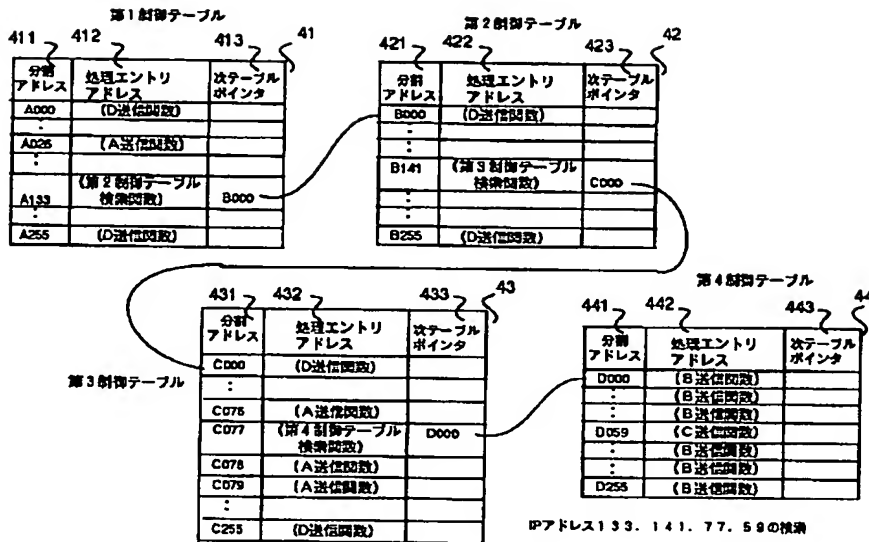 第1制御テーブル
411 412 413 41
分割アドレス 処理エントリアドレス 次テーブルポインタ
A000 (D送信関数)
:
A026 (A送信関数)
:
A133 (第2制御テーブル検索関数) B000
:
A255 (D送信関数)
第2制御テーブル
421 422 423 42
分割アドレス 処理エントリアドレス 次テーブルポインタ
B000 (D送信関数)
:
B141 (第3制御テーブル検索関数) C000
:
B255 (D送信関数)
第3制御テーブル
431 432 433 43
分割アドレス 処理エントリアドレス 次テーブルポインタ
C000 (D送信関数)
:
C076 (A送信関数)
C077 (第4制御テーブル検索関数) D000
C078 (A送信関数)
C079 (A送信関数)
:
C255 (D送信関数)
第4制御テーブル
441 442 443 44
分割アドレス 処理エントリアドレス 次テーブルポインタ
D000 (B送信関数)
: (B送信関数)
: (B送信関数)
D059 (C送信関数)
: (B送信関数)
: (B送信関数)
D255 (B送信関数)
IPアドレス133.141.77.59の検索